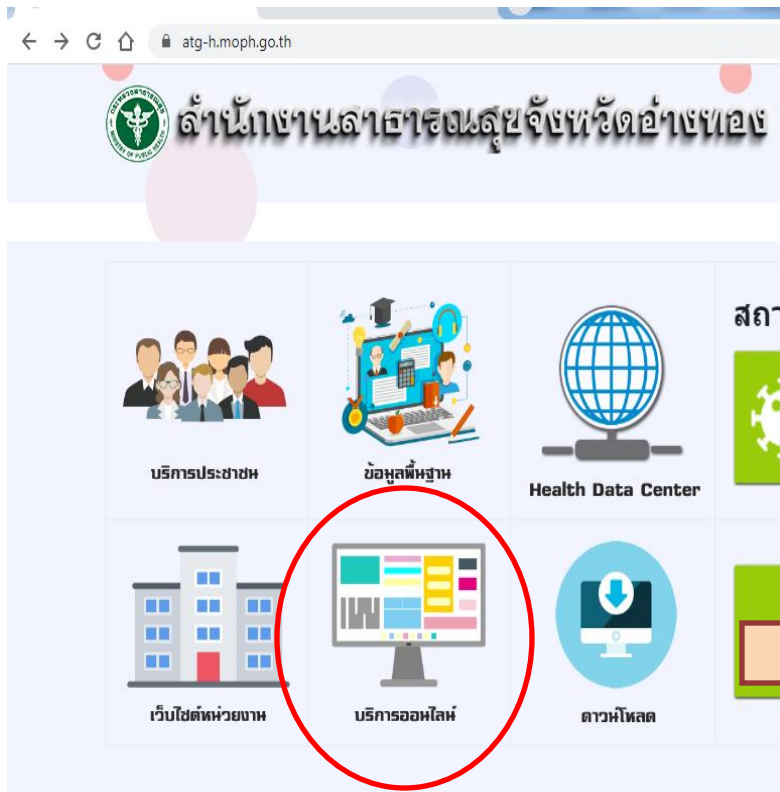 atg-h.moph.go.th
สำนักงานสาธารณสุขจังหวัดอ่างทอง
บริการประชาชน
ข้อมูลพื้นฐาน
Health Data Center
เว็บไซต์หน่วยงาน
บริการออนไลน์
ดาวน์โหลด